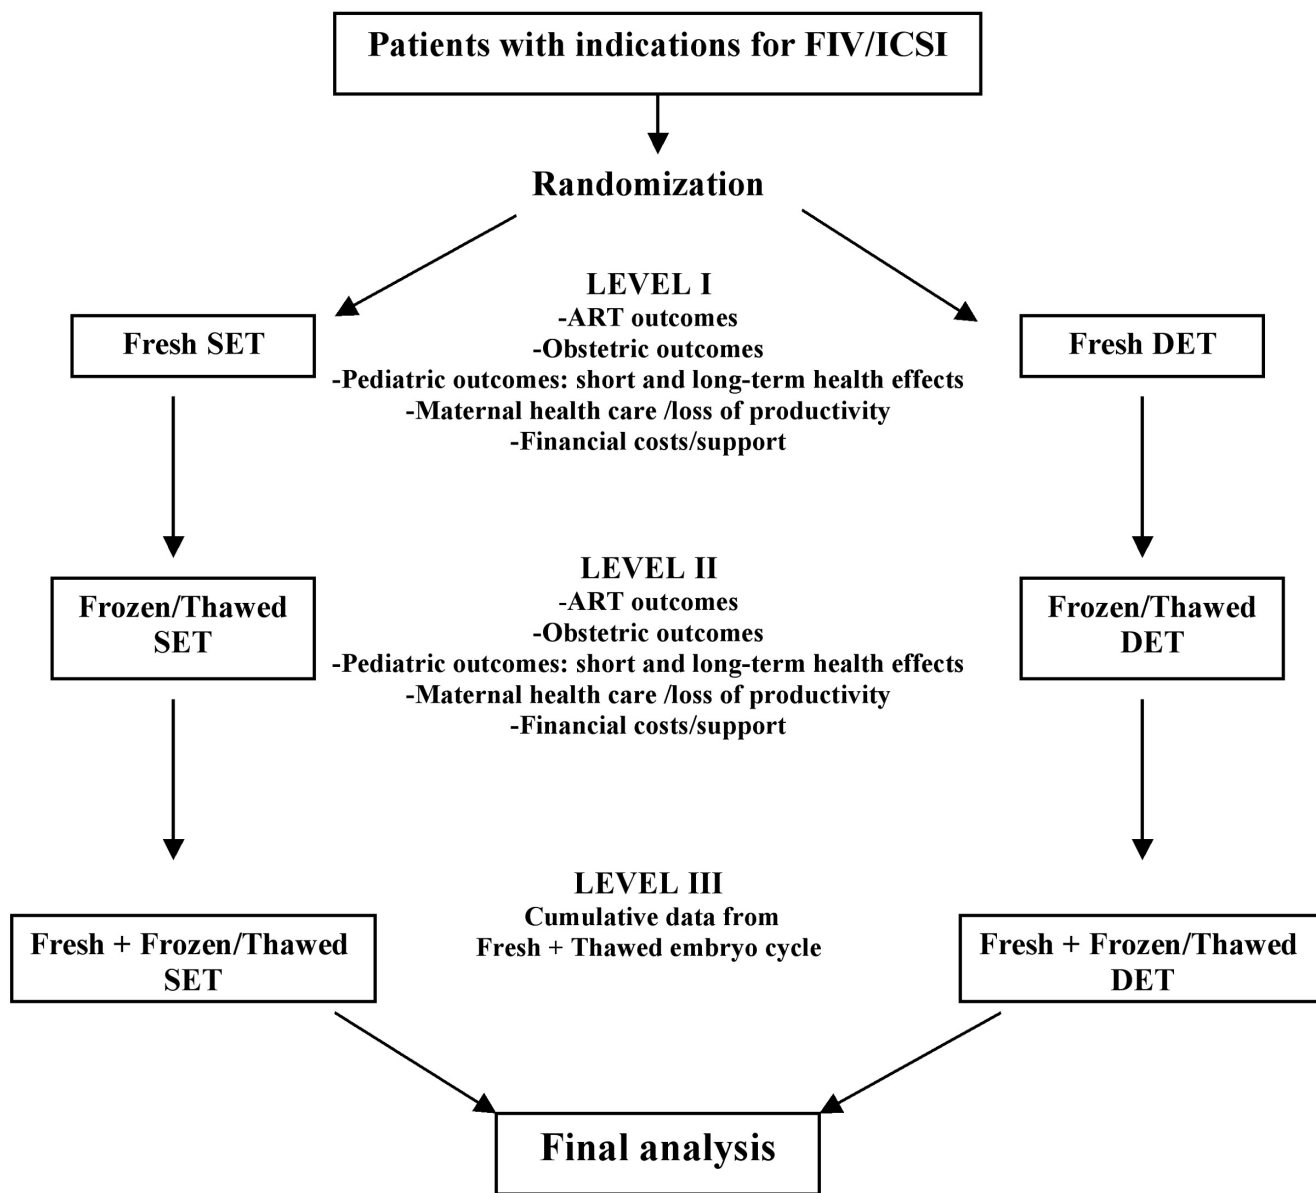 Patients with indications for FIV/ICSI
Randomization
LEVEL I
-ART outcomes
-Obstetric outcomes
-Pediatric outcomes: short and long-term health effects
-Maternal health care /loss of productivity
-Financial costs/support
Fresh SET
Fresh DET
LEVEL II
-ART outcomes
-Obstetric outcomes
-Pediatric outcomes: short and long-term health effects
-Maternal health care /loss of productivity
-Financial costs/support
Frozen/Thawed
SET
Frozen/Thawed
DET
LEVEL III
Cumulative data from
Fresh + Thawed embryo cycle
Fresh + Frozen/Thawed
SET
Fresh + Frozen/Thawed
DET
Final analysis